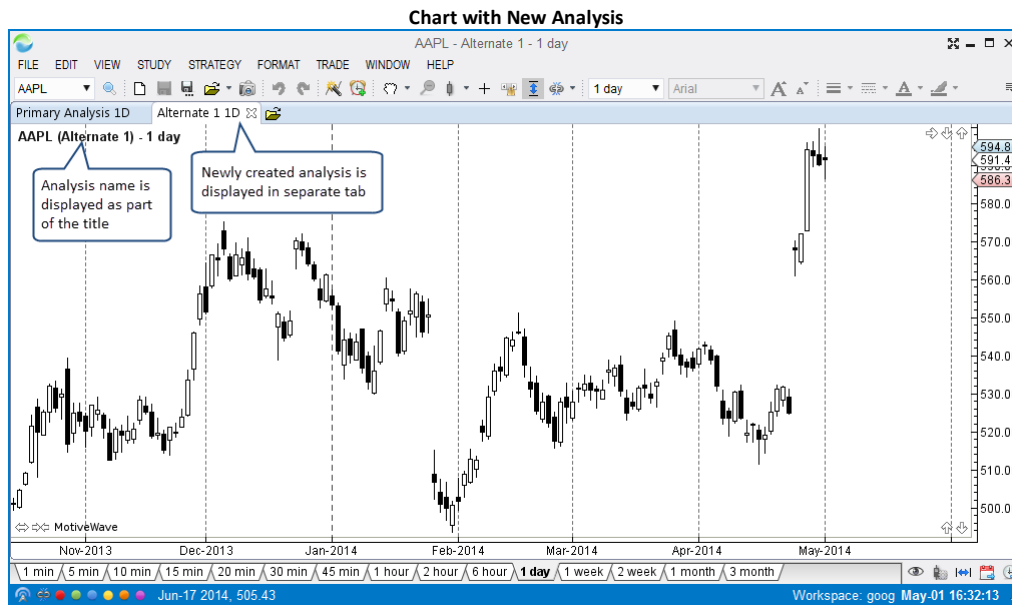 Chart with New Analysis
AAPL - Alternate 1 - 1 day
FILE EDIT VIEW STUDY STRATEGY FORMAT TRADE WINDOW HELP
AAPL 1 day Arial
Primary Analysis 1D Alternate 1 1D
AAPL (Alternate 1) - 1 day
Analysis name is
displayed as part
of the title
Newly created analysis is
displayed in separate tab
594.8
591.4
586.3
580.0
570.0
560.0
550.0
540.0
530.0
520.0
510.0
500.0
MotiveWave
Nov-2013 Dec-2013 Jan-2014 Feb-2014 Mar-2014 Apr-2014 May-2014
1 min 5 min 10 min 15 min 20 min 30 min 45 min 1 hour 2 hour 6 hour 1 day 1 week 2 week 1 month 3 month
Jun-17 2014, 505.43 Workspace: goog May-01 16:32:13